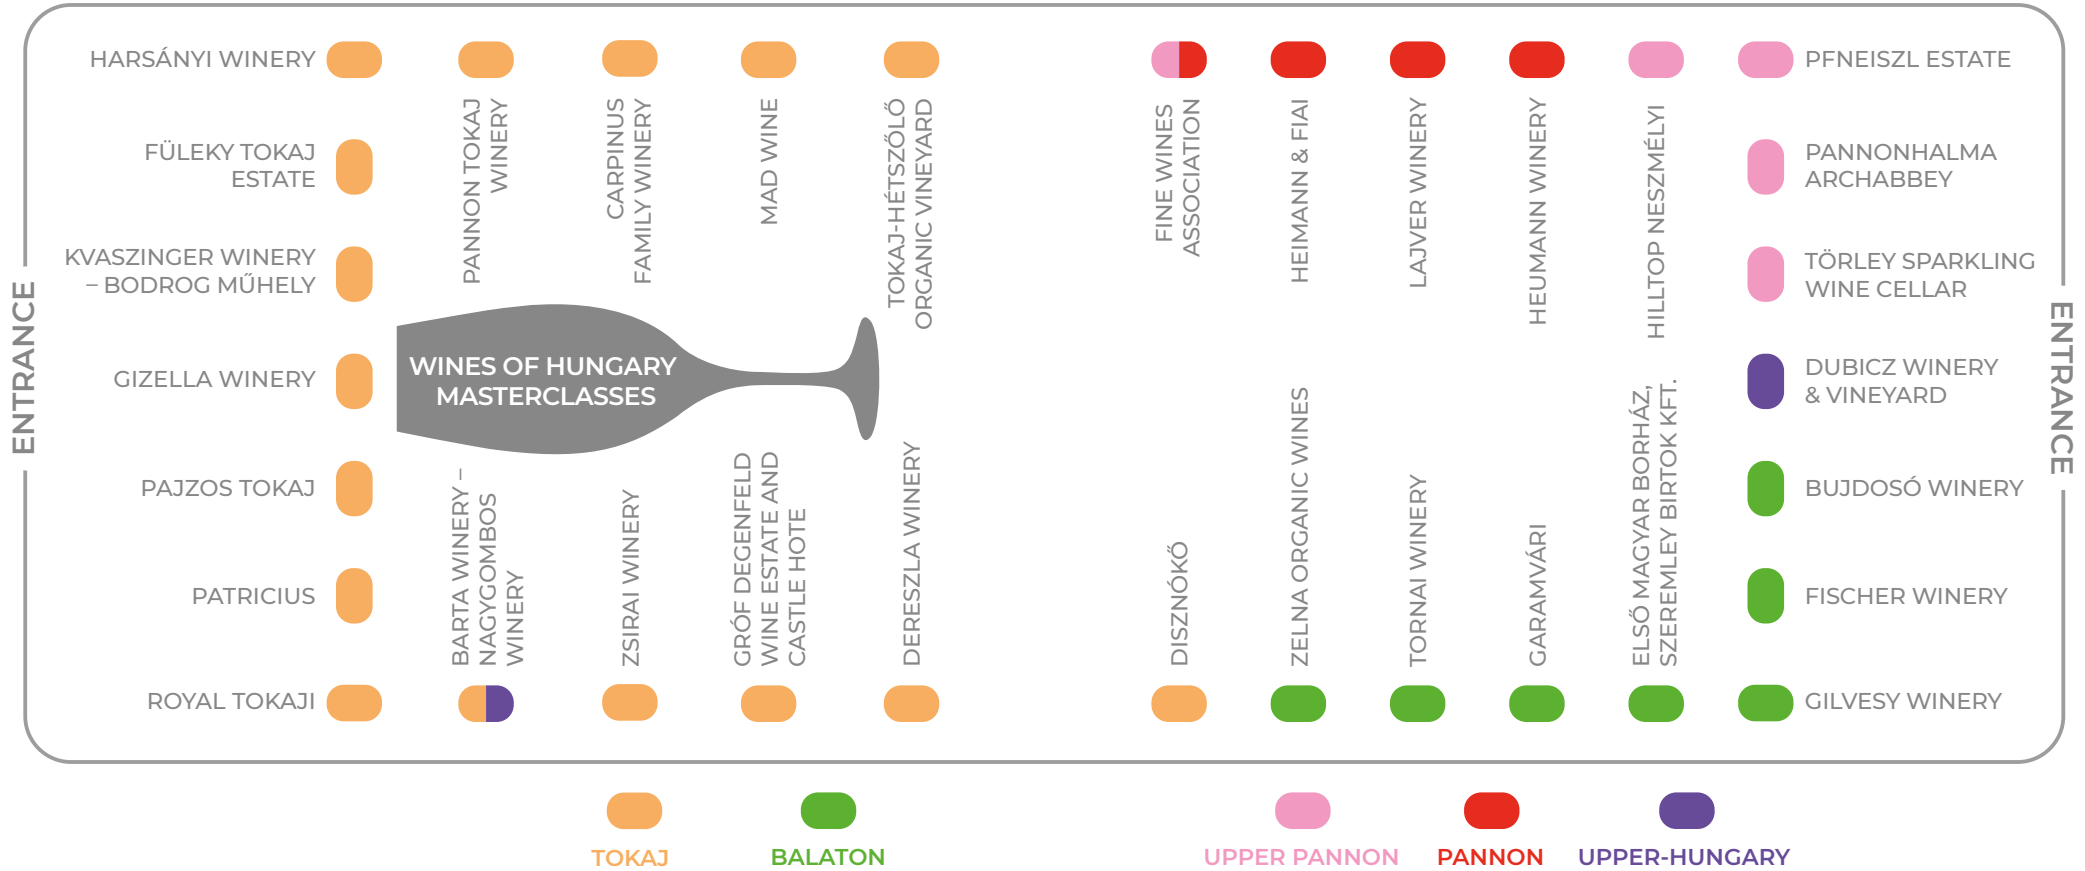 HARSÁNYI WINERY
FÜLEKY TOKAJ
ESTATE
KVASZINGER WINERY
– BODROG MŰHELY
GIZELLA WINERY
PAJZOS TOKAJ
PATRICIUS
ROYAL TOKAJI
ENTRANCE
PANNON TOKAJ
WINERY
CARPINUS
FAMILY WINERY
MAD WINE
TOKAJ-HÉTSZŐLŐ
ORGANIC VINEYARD
FINE WINES
ASSOCIATION
HEIMANN & FIAI
LAJVER WINERY
HEUMANN WINERY
HILLTOP NESZMÉLYI
WINES OF HUNGARY
MASTERCLASSES
BARTA WINERY –
NAGYGOMBOS
WINERY
ZSIRAI WINERY
GRÓF DEGENFELD
WINE ESTATE AND
CASTLE HOTE
DERESZLA WINERY
DISZNÓKŐ
ZELNA ORGANIC WINES
TORNAI WINERY
GARAMVÁRI
ELSŐ MAGYAR BORHÁZ,
SZEREMLEY BIRTOK KFT.
PFNEISZL ESTATE
PANNONHALMA
ARCHABBEY
TÖRLEY SPARKLING
WINE CELLAR
DUBICZ WINERY
& VINEYARD
BUJDOSÓ WINERY
FISCHER WINERY
GILVESY WINERY
ENTRANCE
TOKAJ
BALATON
UPPER PANNON
PANNON
UPPER-HUNGARY